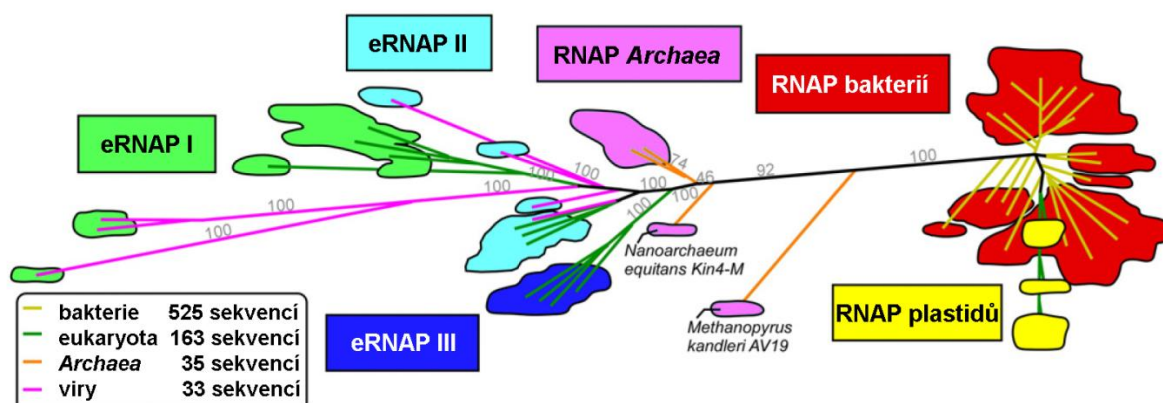 eRNAP II
RNAP Archaea
RNAP bakterií
eRNAP I
74
100
92
46
100
100
100
100
100
100
100
100
Nanoarchaeum
equitans Kin4-M
bakterie 525 sekvencí
eukaryota 163 sekvencí
Archaea 35 sekvencí
viry 33 sekvencí
eRNAP III
Methanopyrus
kandleri AV19
RNAP plastidů